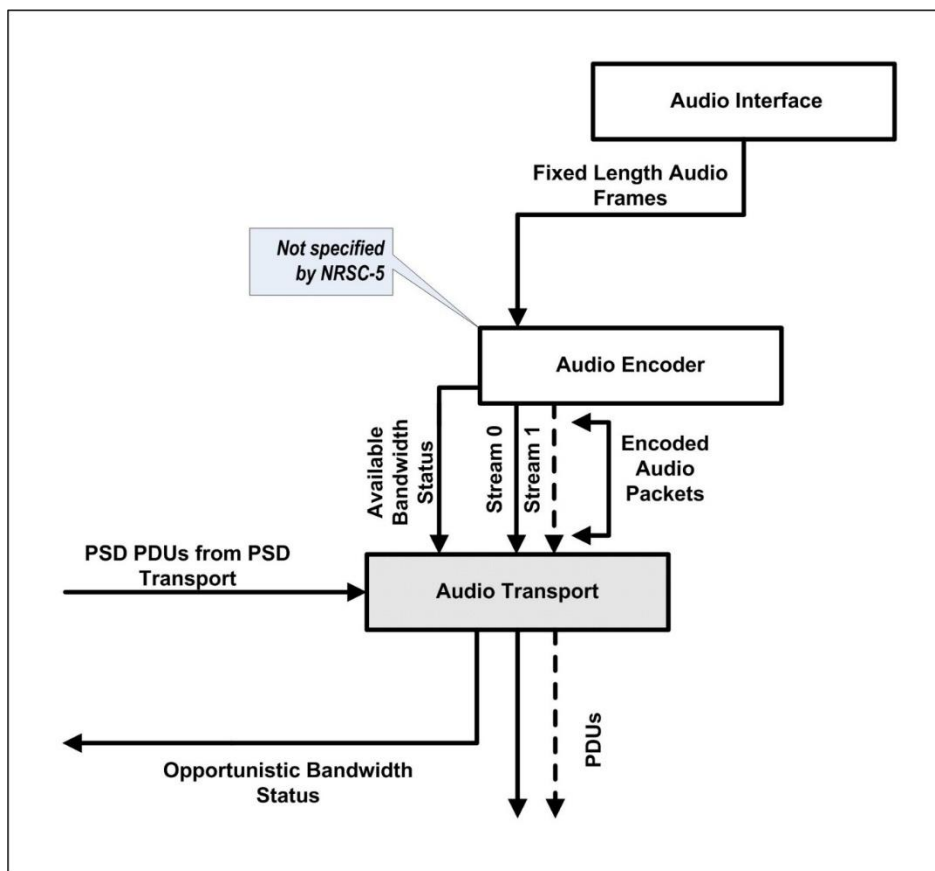 Audio Interface
Fixed Length Audio
Frames
Not specified
by NRSC-5
Audio Encoder
Available
Bandwidth
Status
Stream 0
Stream 1
Encoded
Audio
Packets
PSD PDUs from PSD
Transport
Audio Transport
PDUs
Opportunistic Bandwidth
Status